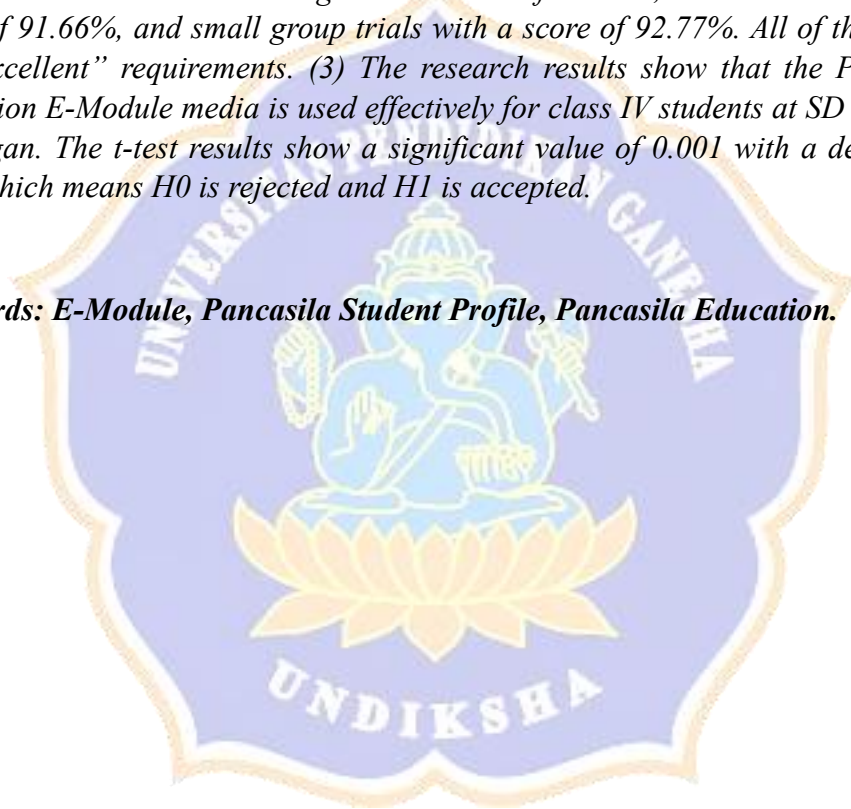 of 91.66%, and small group trials with a score of 92.77%. All of th
xcellent” requirements. (3) The research results show that the P
ion E-Module media is used effectively for class IV students at SD
gan. The t-test results show a significant value of 0.001 with a de
which means H0 is rejected and H1 is accepted.
rds: E-Module, Pancasila Student Profile, Pancasila Education.
UNIVERSITAS PENDIDIKAN GANESHA
UNDIKSHA